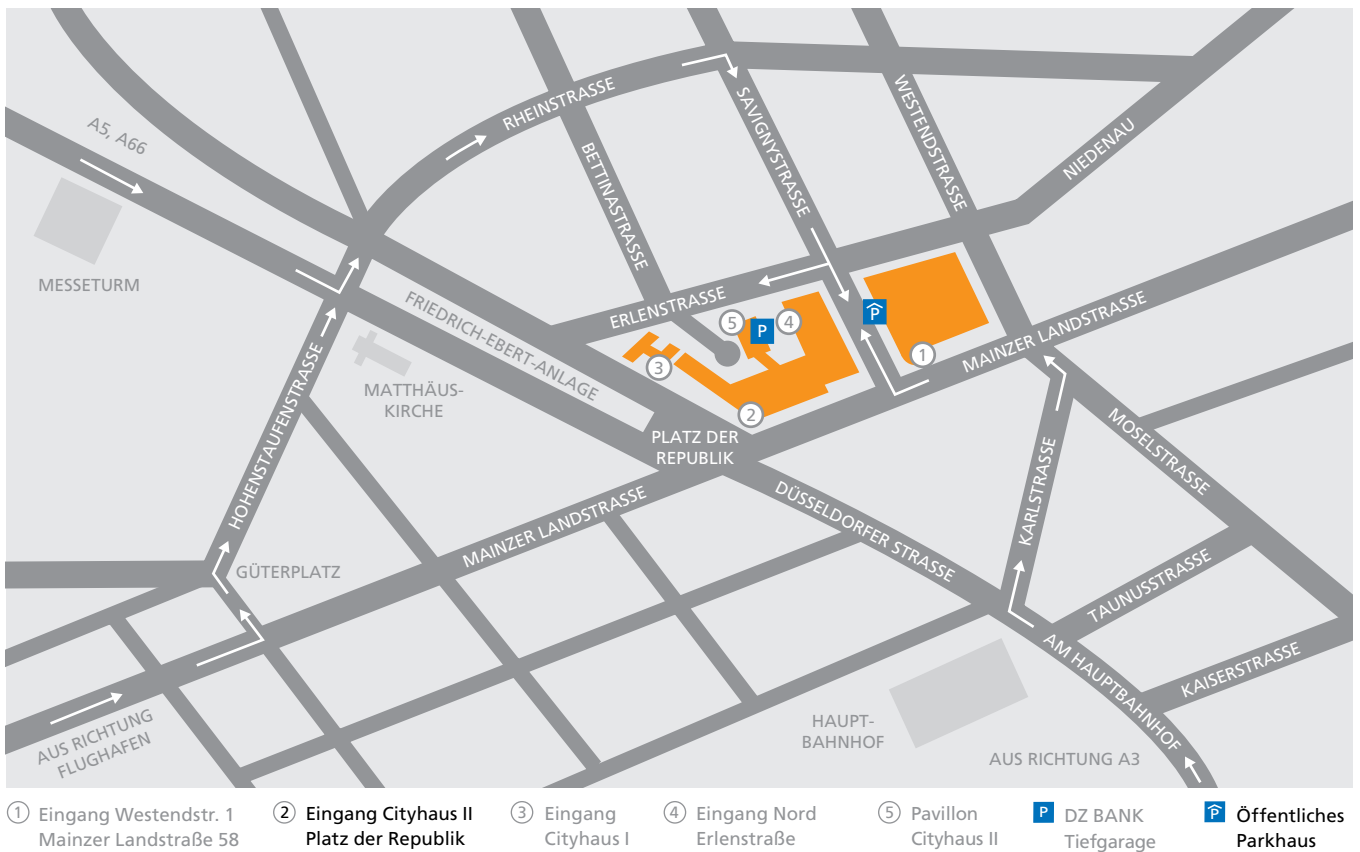 A5, A66
RHEINSTRASSE
SAVIGNYSTRASSE
WESTENDSTRASSE
NIEDENAU
BETTINASTRASSE
MESSETURM
FRIEDRICH-EBERT-ANLAGE
ERLENSTRASSE
5
P
4
P
1
3
2
MAINZER LANDSTRASSE
HOHENSTAUFENSTRASSE
MATTHÄUS-
KIRCHE
PLATZ DER
REPUBLIK
MOSELSTRASSE
KARLSTRASSE
DÜSSELDORFER STRASSE
MAINZER LANDSTRASSE
GÜTERPLATZ
TAUNUSSTRASSE
AM HAUPTBAHNHOF
KAISERSTRASSE
AUS RICHTUNG
FLUGHAFEN
HAUPT-
BAHNHOF
AUS RICHTUNG A3
1 Eingang Westendstr. 1
Mainzer Landstraße 58
2 Eingang Cityhaus II
Platz der Republik
3 Eingang
Cityhaus I
4 Eingang Nord
Erlenstraße
5 Pavillon
Cityhaus II
P DZ BANK
Tiefgarage
P Öffentliches
Parkhaus